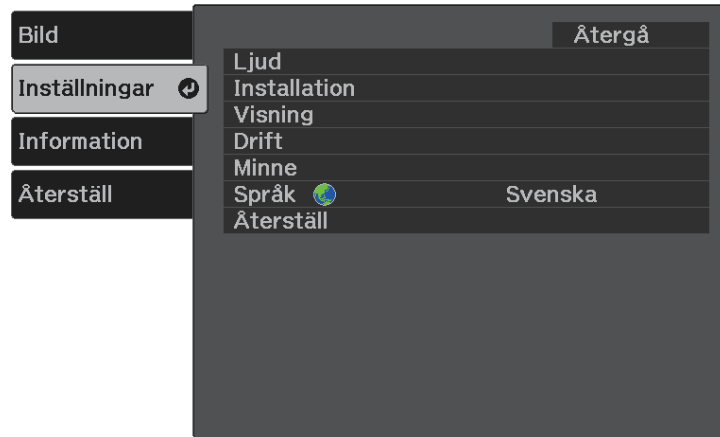 Bild
Inställningar
Information
Återställ
Återgå
Ljud
Installation
Visning
Drift
Minne
Språk Svenska
Återställ